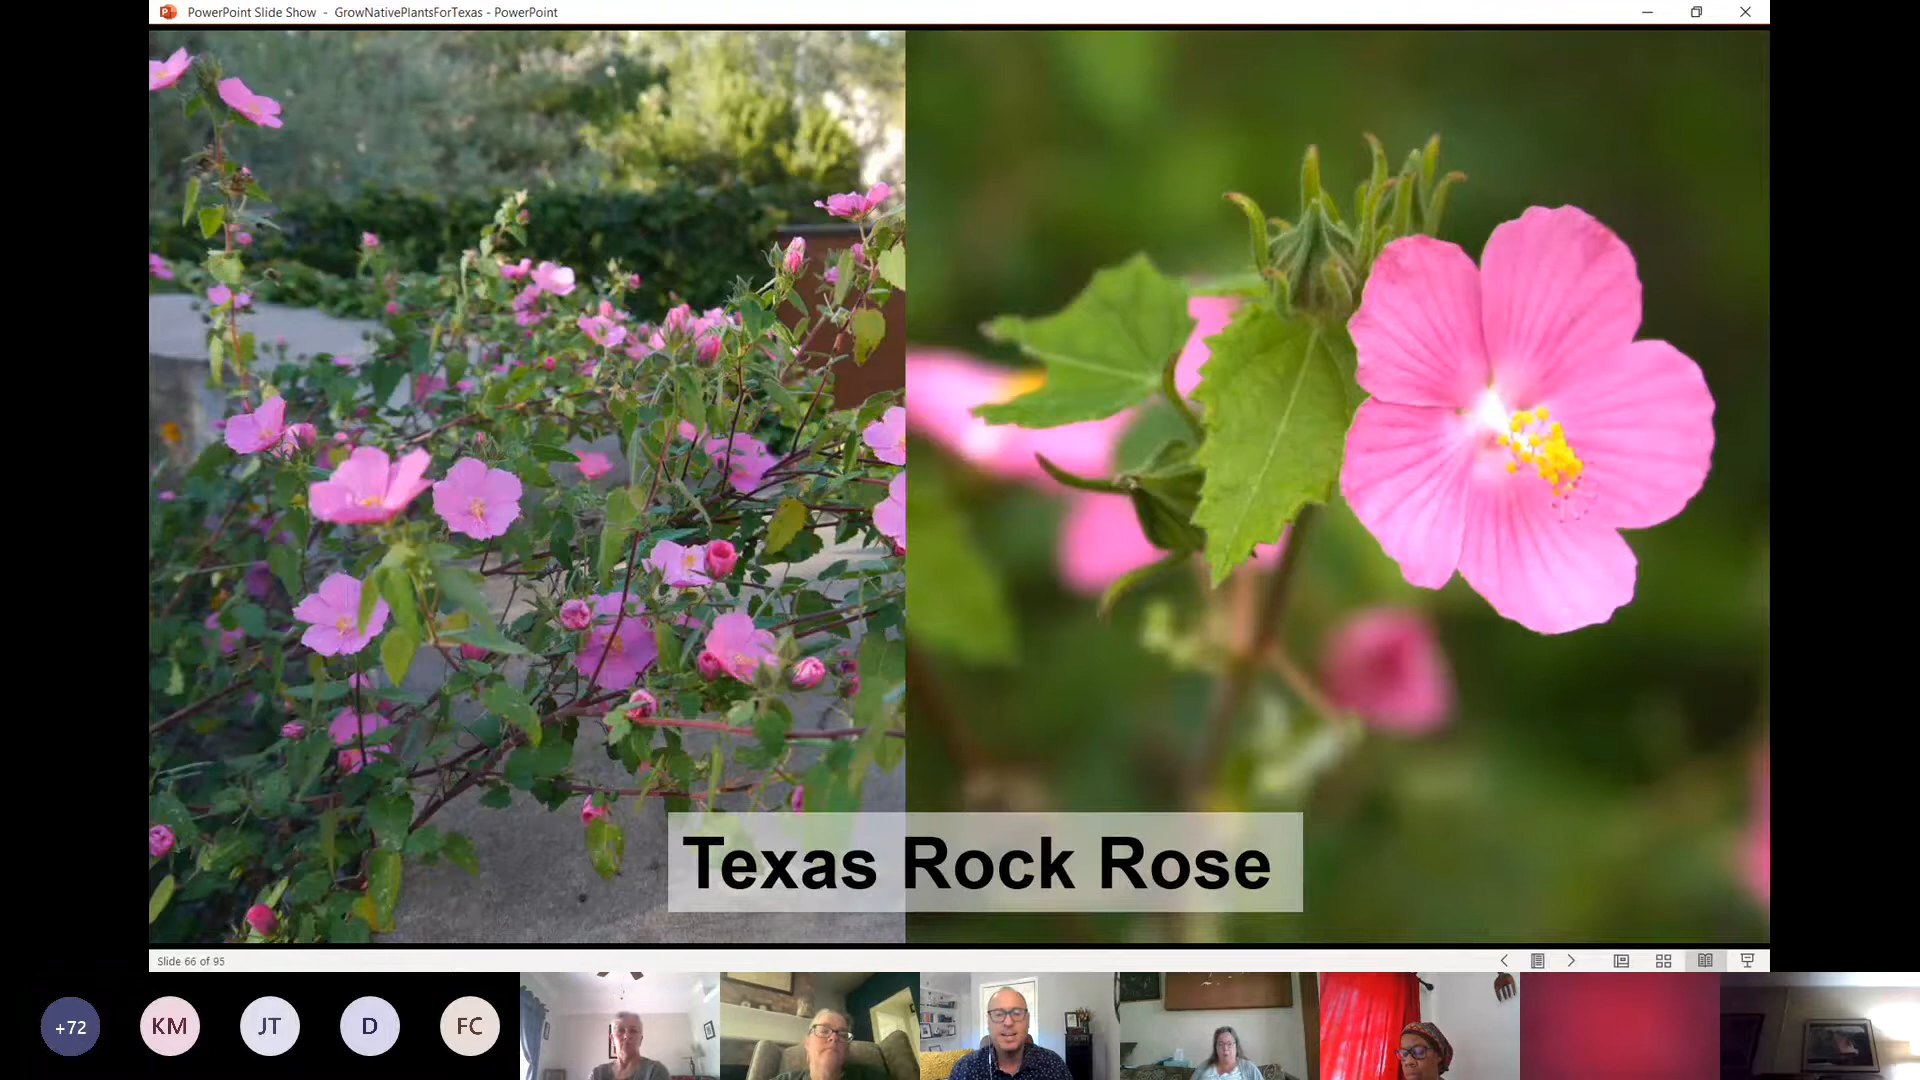 PowerPoint Slide Show - GrowNativePlantsForTexas - PowerPoint
Texas Rock Rose
Slide 66 of 95
+72
KM
JT
D
FC